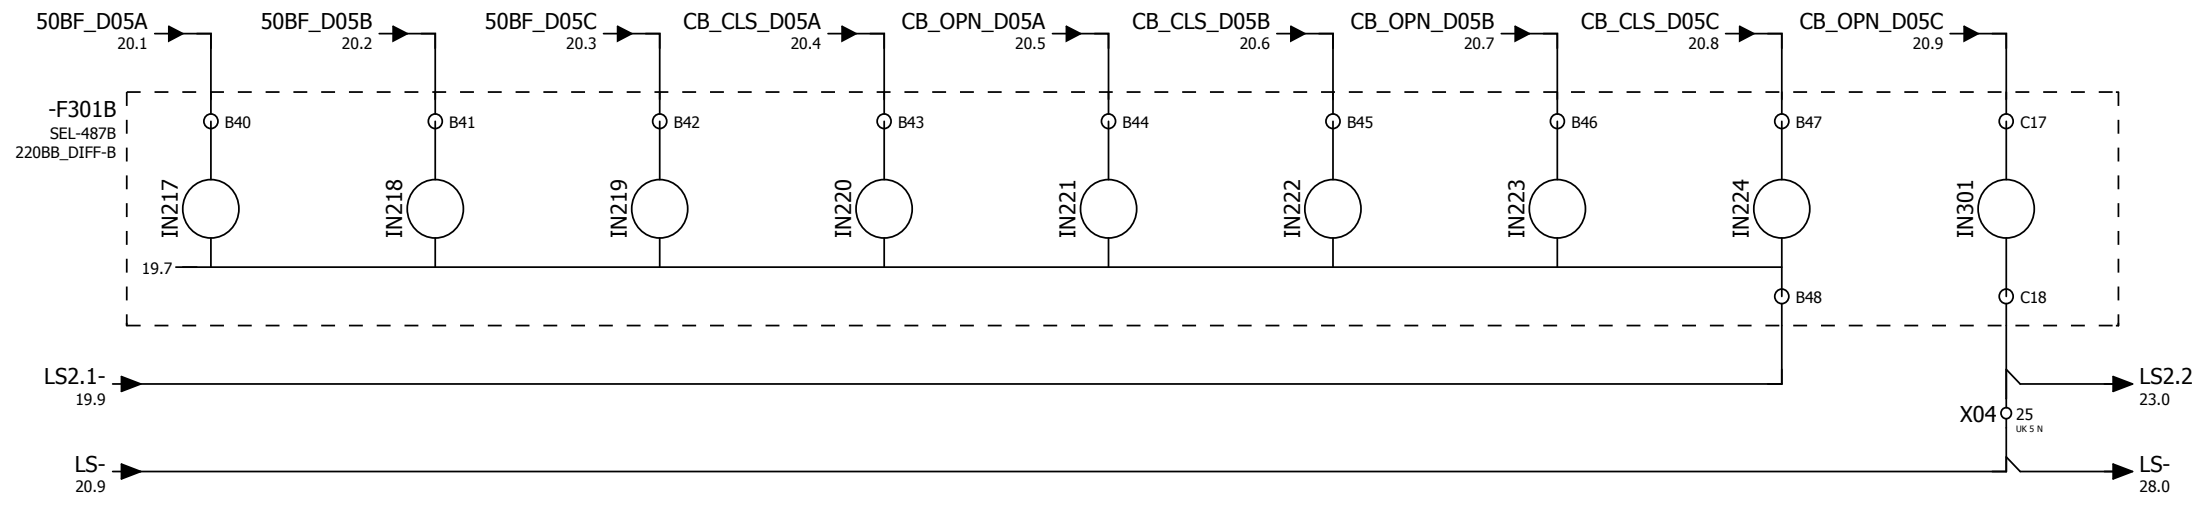 50BF_D05A
20.1
50BF_D05B
20.2
50BF_D05C
20.3
CB_CLS_D05A
20.4
CB_OPN_D05A
20.5
CB_CLS_D05B
20.6
CB_OPN_D05B
20.7
CB_CLS_D05C
20.8
CB_OPN_D05C
20.9
-F301B
SEL-487B
220BB_DIFF-B
B40
B41
B42
B43
B44
B45
B46
B47
C17
IN217
IN218
IN219
IN220
IN221
IN222
IN223
IN224
IN301
19.7
B48
C18
LS2.1-
19.9
LS2.2
23.0
X04
25
UK 5 N
LS-
20.9
LS-
28.0